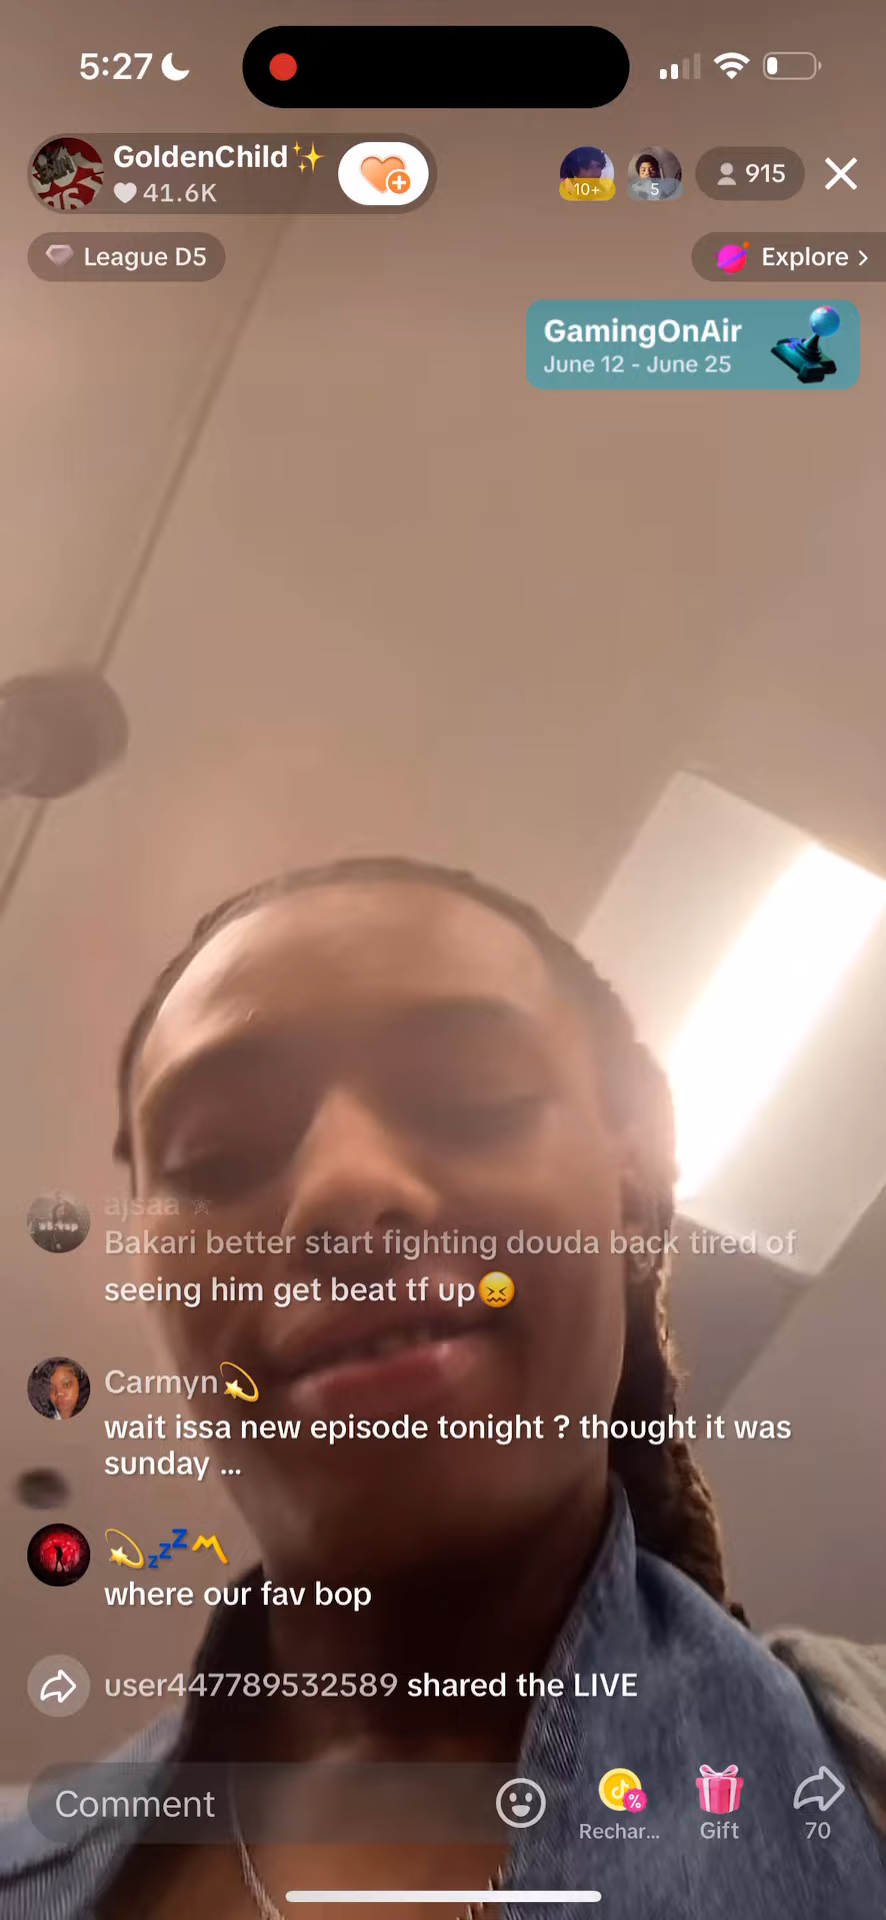 5:27
GoldenChild✨
41.6K
10+
5
915
League D5
Explore >
GamingOnAir
June 12 - June 25
ajsaa ☆
Bakari better start fighting douda back tired of
seeing him get beat tf up😖
Carmyn💫
wait issa new episode tonight ? thought it was
sunday ...
💫💤〽️
where our fav bop
user447789532589 shared the LIVE
Comment
Rechar...
Gift
70